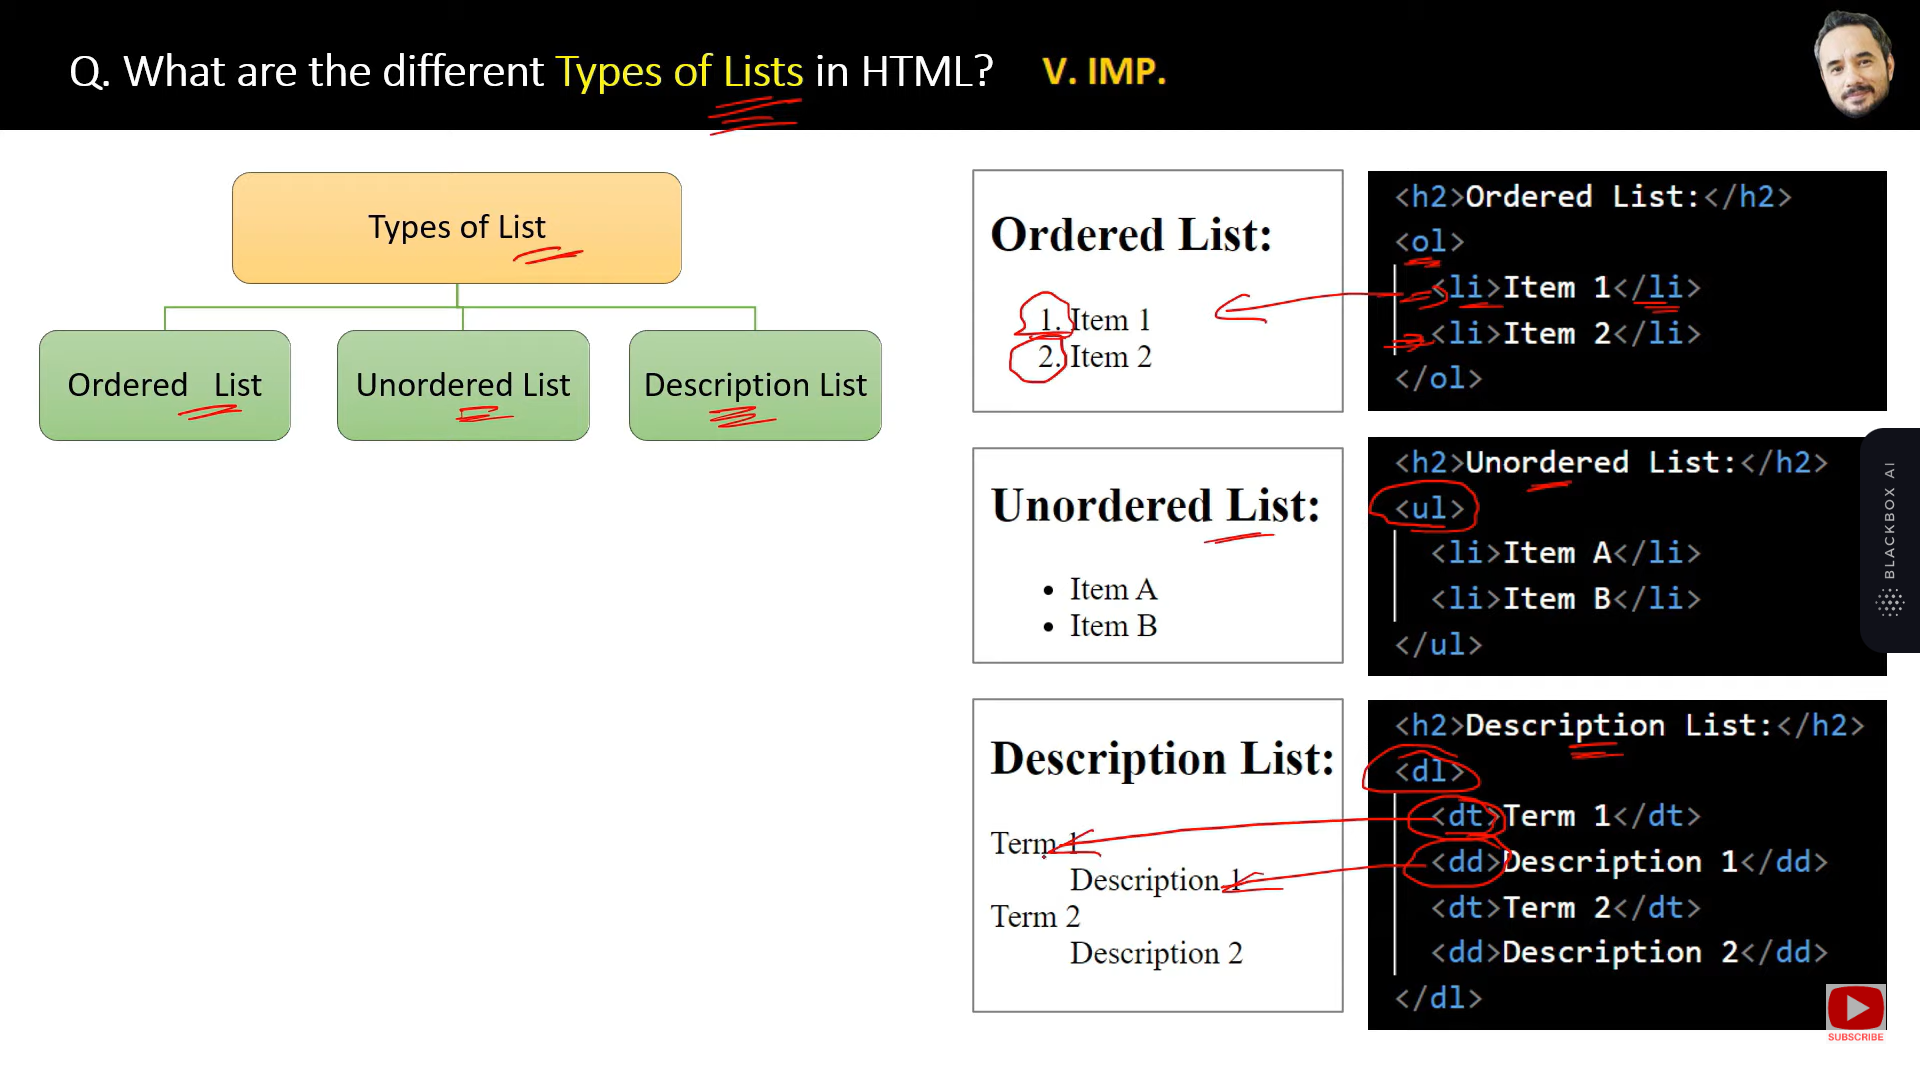 Q. What are the different Types of Lists in HTML? V. IMP.
Types of List
Ordered List
Unordered List
Description List
Ordered List:
1. Item 1
2. Item 2
<h2>Ordered List:</h2>
<ol>
<li>Item 1</li>
<li>Item 2</li>
</ol>
Unordered List:
• Item A
• Item B
<h2>Unordered List:</h2>
<ul>
<li>Item A</li>
<li>Item B</li>
</ul>
Description List:
Term 1
Description 1
Term 2
Description 2
<h2>Description List:</h2>
<dl>
<dt>Term 1</dt>
<dd>Description 1</dd>
<dt>Term 2</dt>
<dd>Description 2</dd>
</dl>
BLACKBOX AI
SUBSCRIBE